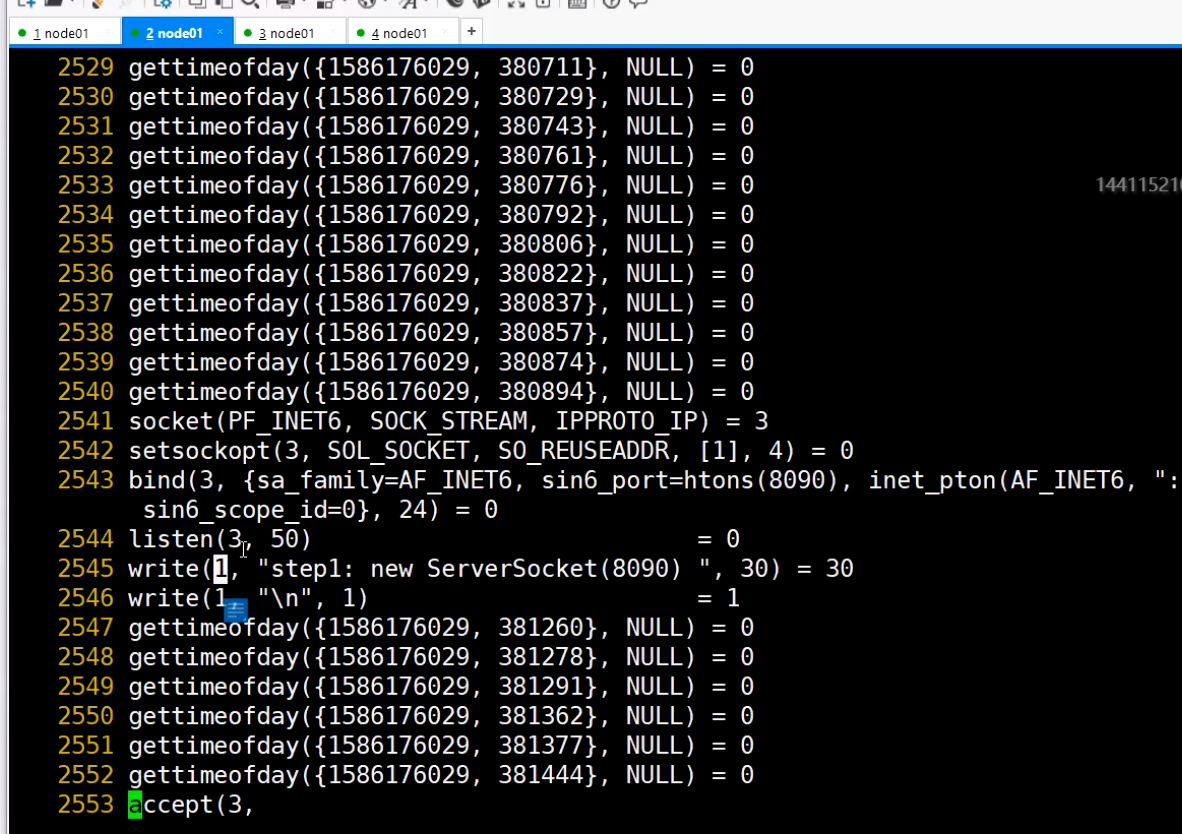 1 node01 2 node01 × 3 node01 4 node01 +
2529 gettimeofday({1586176029, 380711}, NULL) = 0
2530 gettimeofday({1586176029, 380729}, NULL) = 0
2531 gettimeofday({1586176029, 380743}, NULL) = 0
2532 gettimeofday({1586176029, 380761}, NULL) = 0
2533 gettimeofday({1586176029, 380776}, NULL) = 0
2534 gettimeofday({1586176029, 380792}, NULL) = 0
2535 gettimeofday({1586176029, 380806}, NULL) = 0
2536 gettimeofday({1586176029, 380822}, NULL) = 0
2537 gettimeofday({1586176029, 380837}, NULL) = 0
2538 gettimeofday({1586176029, 380857}, NULL) = 0
2539 gettimeofday({1586176029, 380874}, NULL) = 0
2540 gettimeofday({1586176029, 380894}, NULL) = 0
2541 socket(PF_INET6, SOCK_STREAM, IPPROTO_IP) = 3
2542 setsockopt(3, SOL_SOCKET, SO_REUSEADDR, [1], 4) = 0
2543 bind(3, {sa_family=AF_INET6, sin6_port=htons(8090), inet_pton(AF_INET6, ":
sin6_scope_id=0}, 24) = 0
2544 listen(3, 50) = 0
2545 write(1, "step1: new ServerSocket(8090) ", 30) = 30
2546 write(1, "\n", 1) = 1
2547 gettimeofday({1586176029, 381260}, NULL) = 0
2548 gettimeofday({1586176029, 381278}, NULL) = 0
2549 gettimeofday({1586176029, 381291}, NULL) = 0
2550 gettimeofday({1586176029, 381362}, NULL) = 0
2551 gettimeofday({1586176029, 381377}, NULL) = 0
2552 gettimeofday({1586176029, 381444}, NULL) = 0
2553 accept(3,